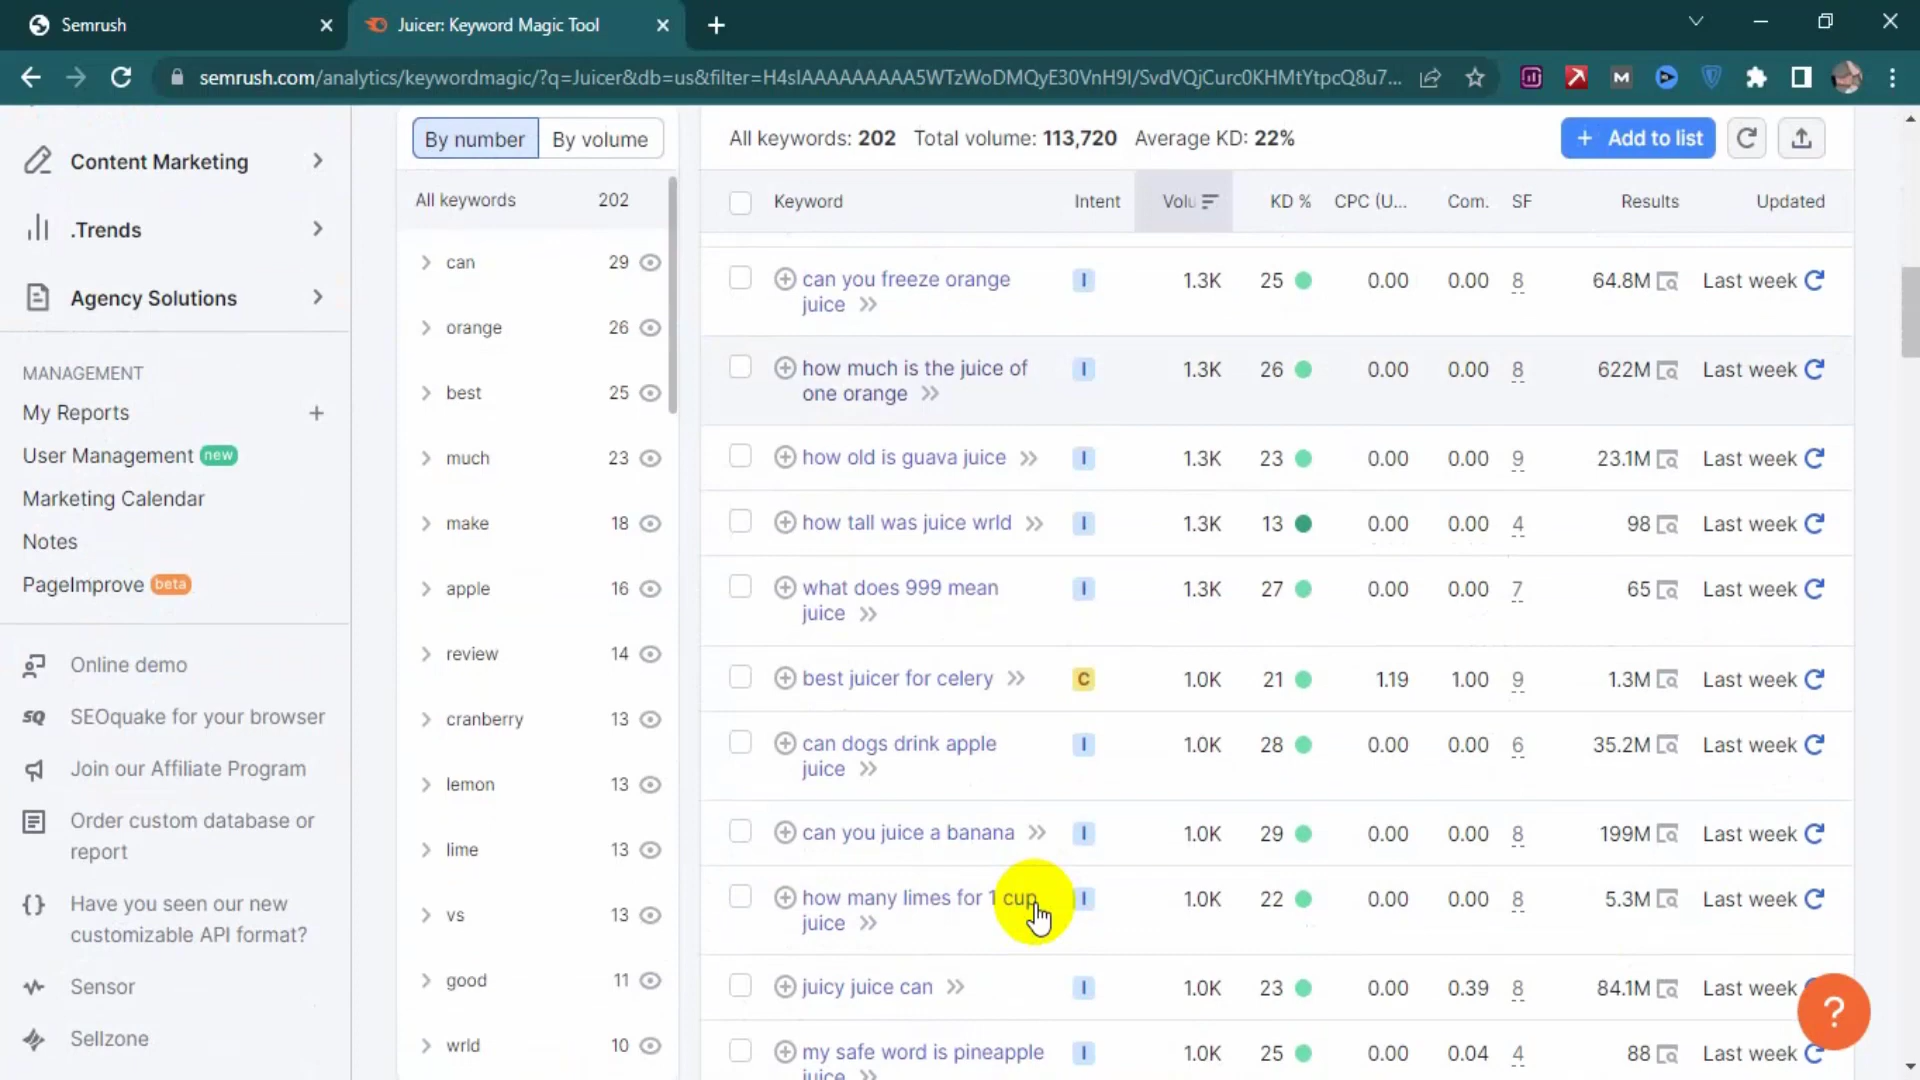 Semrush
Juicer: Keyword Magic Tool
semrush.com/analytics/keywordmagic/?q=Juicer&db=us&filter=H4sIAAAAAAAAA5WTzWoDMQyE30VnH9I/SvdVQjCurc0KHMtYtpcQ8u7...
Content Marketing
.Trends
Agency Solutions
MANAGEMENT
My Reports +
User Management new
Marketing Calendar
Notes
PageImprove beta
Online demo
SEOquake for your browser
Join our Affiliate Program
Order custom database or
report
Have you seen our new
customizable API format?
Sensor
Sellzone
By number By volume
All keywords 202
can 29
orange 26
best 25
much 23
make 18
apple 16
review 14
cranberry 13
lemon 13
lime 13
vs 13
good 11
wrld 10
All keywords: 202 Total volume: 113,720 Average KD: 22%
+ Add to list
Keyword Intent Volu KD % CPC (U... Com. SF Results Updated
can you freeze orange
juice I 1.3K 25 0.00 0.00 8 64.8M Last week
how much is the juice of
one orange I 1.3K 26 0.00 0.00 8 622M Last week
how old is guava juice I 1.3K 23 0.00 0.00 9 23.1M Last week
how tall was juice wrld I 1.3K 13 0.00 0.00 4 98 Last week
what does 999 mean
juice I 1.3K 27 0.00 0.00 7 65 Last week
best juicer for celery C 1.0K 21 1.19 1.00 9 1.3M Last week
can dogs drink apple
juice I 1.0K 28 0.00 0.00 6 35.2M Last week
can you juice a banana I 1.0K 29 0.00 0.00 8 199M Last week
how many limes for 1 cup
juice I 1.0K 22 0.00 0.00 8 5.3M Last week
juicy juice can I 1.0K 23 0.00 0.39 8 84.1M Last week
my safe word is pineapple
juice I 1.0K 25 0.00 0.04 4 88 Last week
?